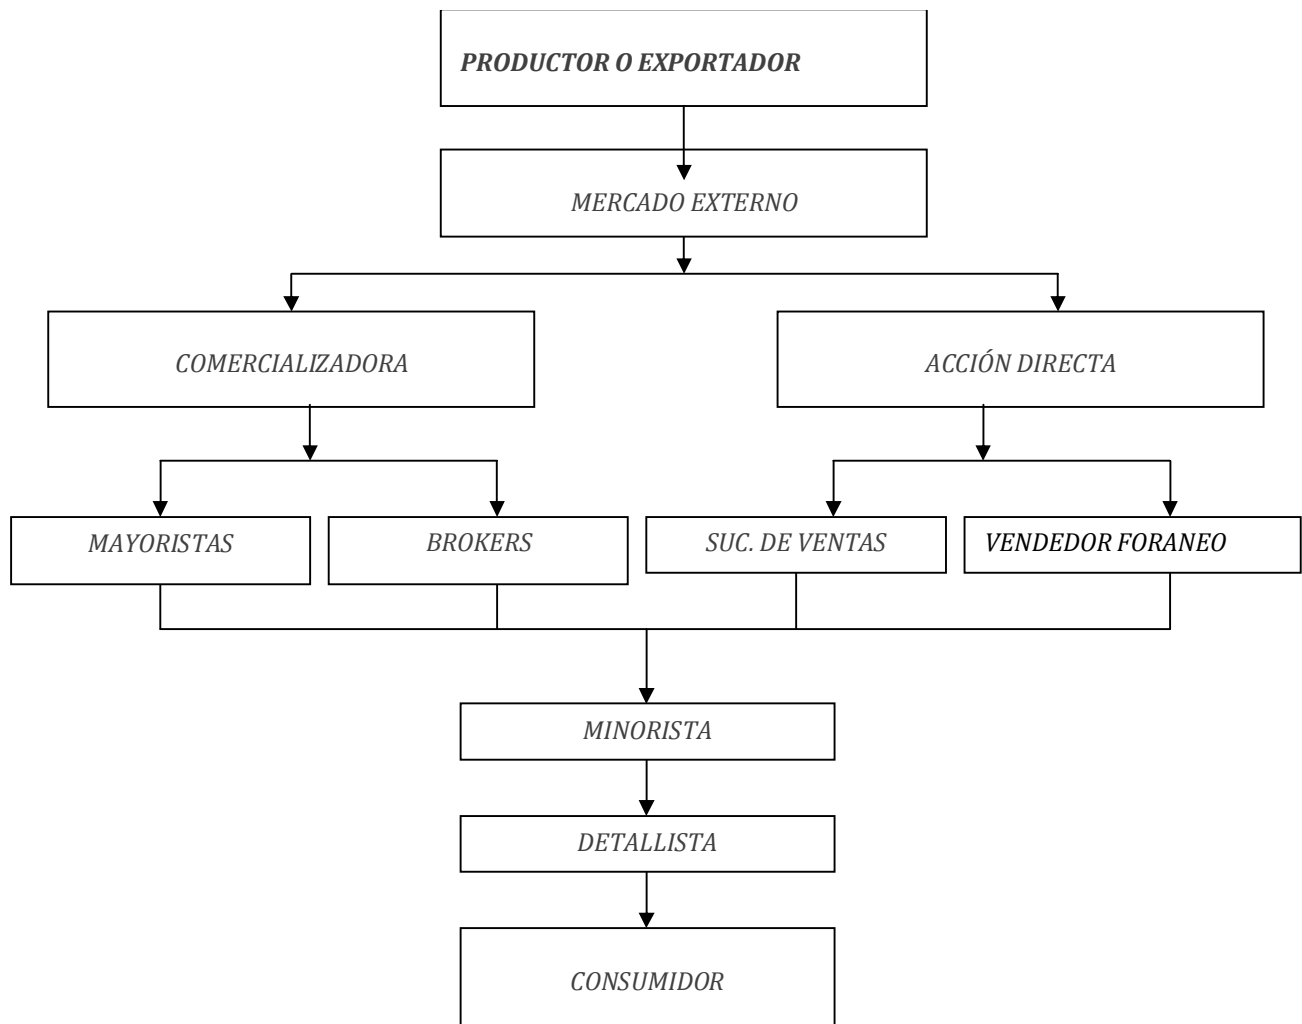 PRODUCTOR O EXPORTADOR
MERCADO EXTERNO
COMERCIALIZADORA
ACCIÓN DIRECTA
MAYORISTAS
BROKERS
SUC. DE VENTAS
VENDEDOR FORANEO
MINORISTA
DETALLISTA
CONSUMIDOR